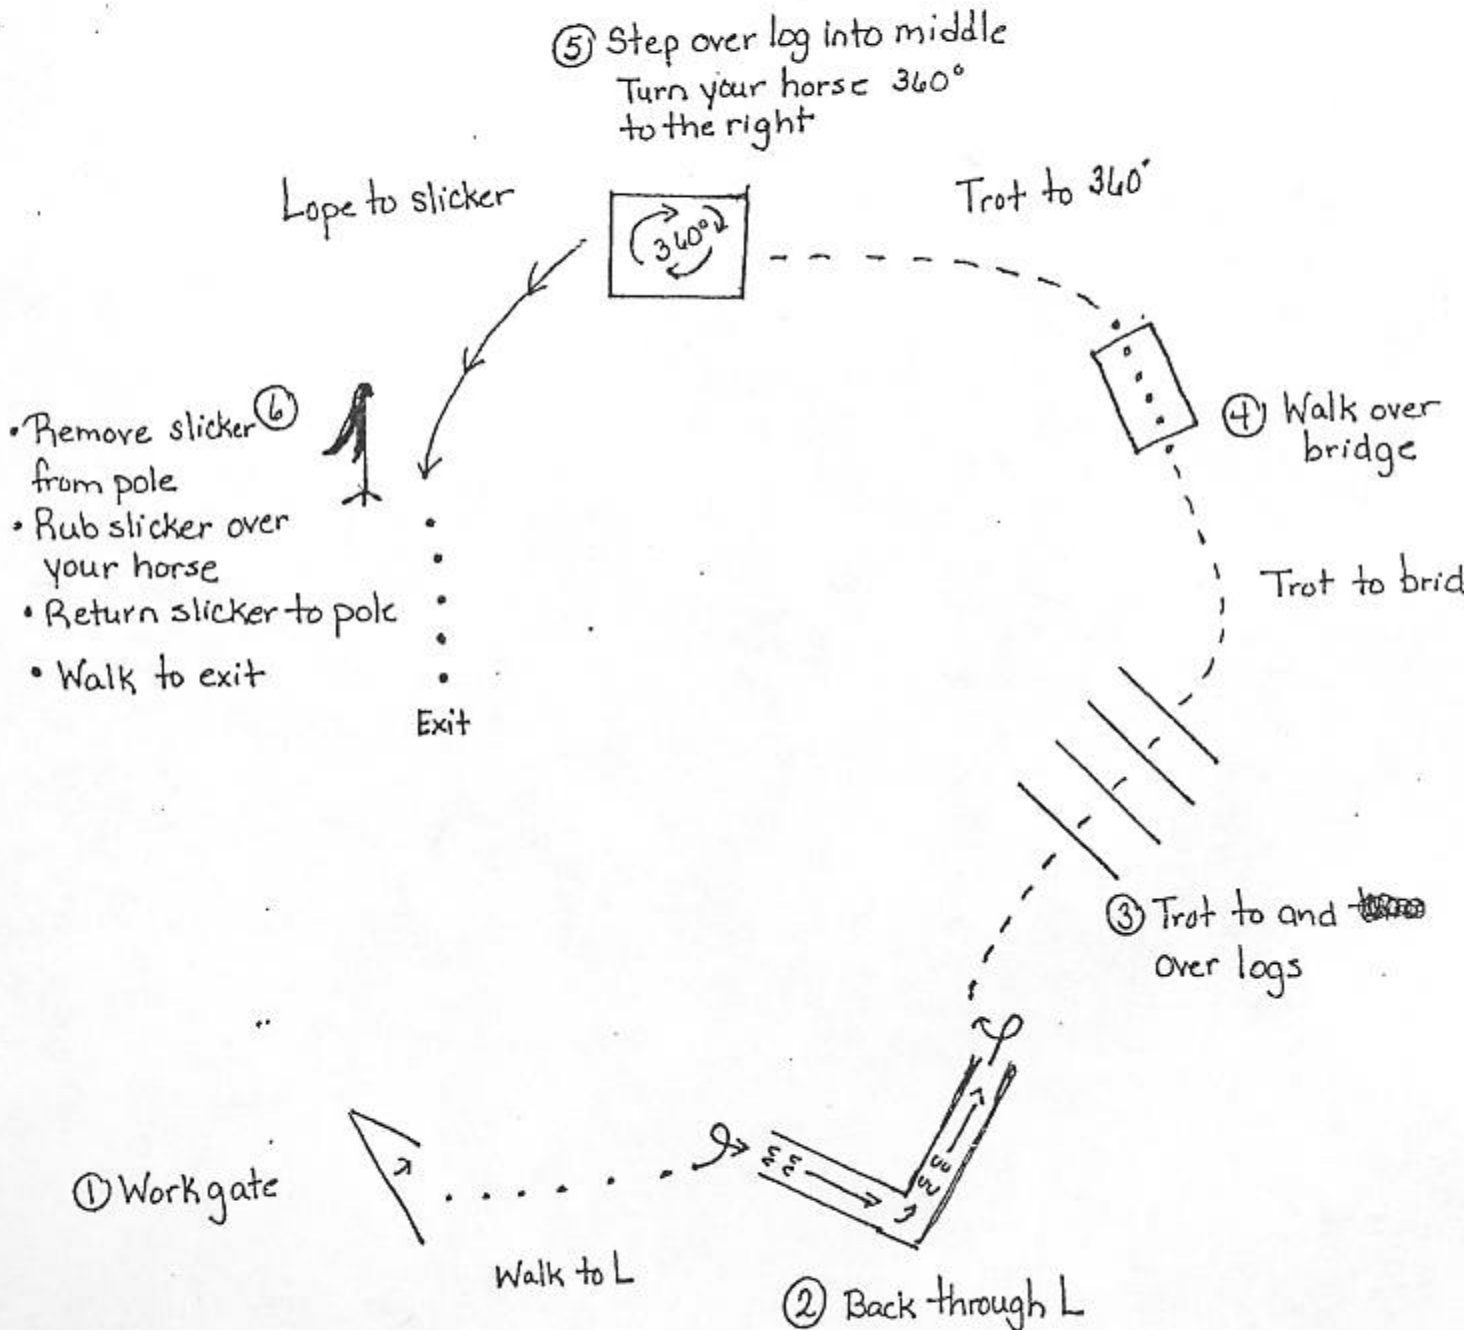 ⑤ Step over log into middle
Turn your horse 360°
to the right
Lope to slicker
360°
Trot to 360°
④ Walk over
bridge
⑥
• Remove slicker
from pole
• Rub slicker over
your horse
• Return slicker to pole
• Walk to exit
Exit
Trot to brid
③ Trot to and
over logs
① Work gate
Walk to L
② Back through L